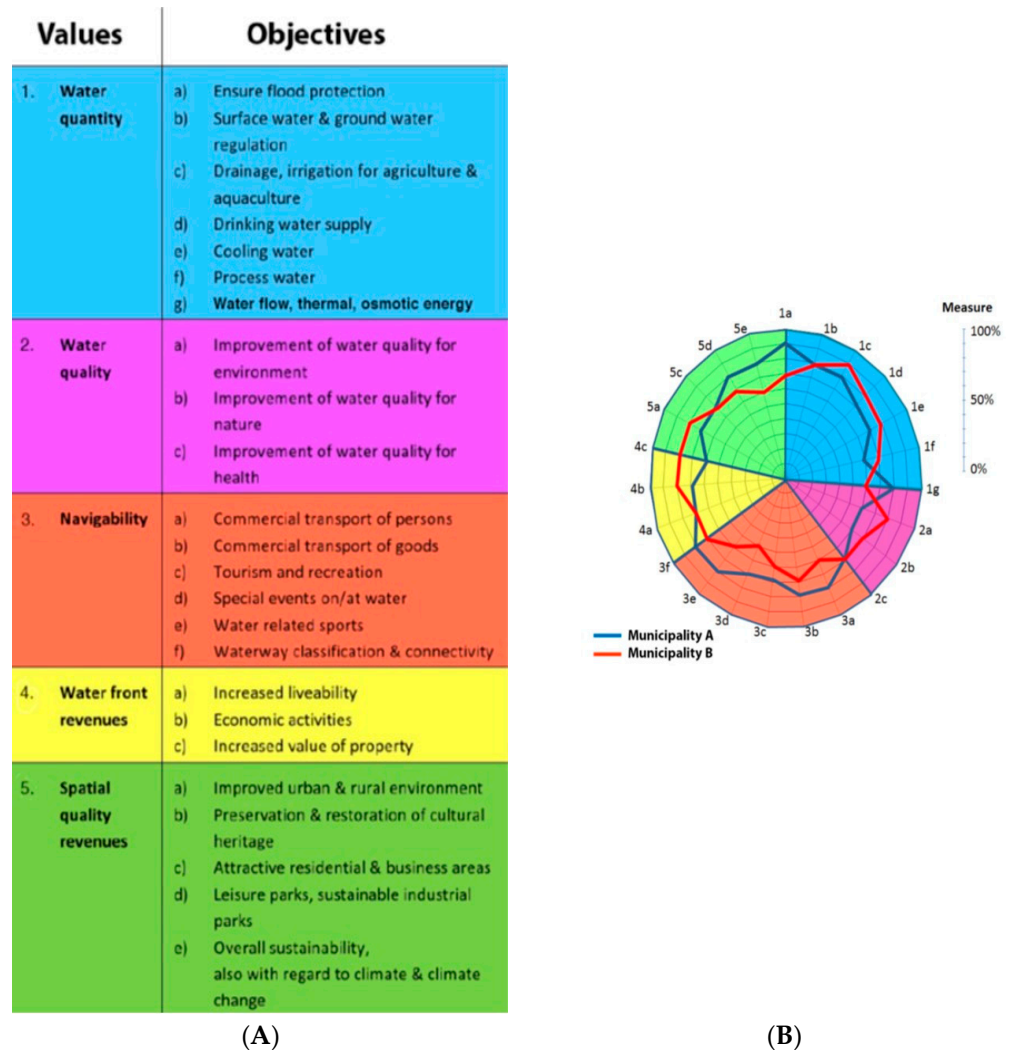 Values Objectives
1. Water quantity
a) Ensure flood protection
b) Surface water & ground water
regulation
c) Drainage, irrigation for agriculture &
aquaculture
d) Drinking water supply
e) Cooling water
f) Process water
g) Water flow, thermal, osmotic energy
2. Water quality
a) Improvement of water quality for
environment
b) Improvement of water quality for
nature
c) Improvement of water quality for
health
3. Navigability
a) Commercial transport of persons
b) Commercial transport of goods
c) Tourism and recreation
d) Special events on/at water
e) Water related sports
f) Waterway classification & connectivity
4. Water front revenues
a) Increased liveability
b) Economic activities
c) Increased value of property
5. Spatial quality revenues
a) Improved urban & rural environment
b) Preservation & restoration of cultural
heritage
c) Attractive residential & business areas
d) Leisure parks, sustainable industrial
parks
e) Overall sustainability,
also with regard to climate & climate
change
(A)
Measure
100%
50%
0%
1a
1b
1c
1d
1e
1f
1g
2a
2b
2c
3a
3b
3c
3d
3e
3f
4a
4b
4c
5a
5c
5d
5e
Municipality A
Municipality B
(B)